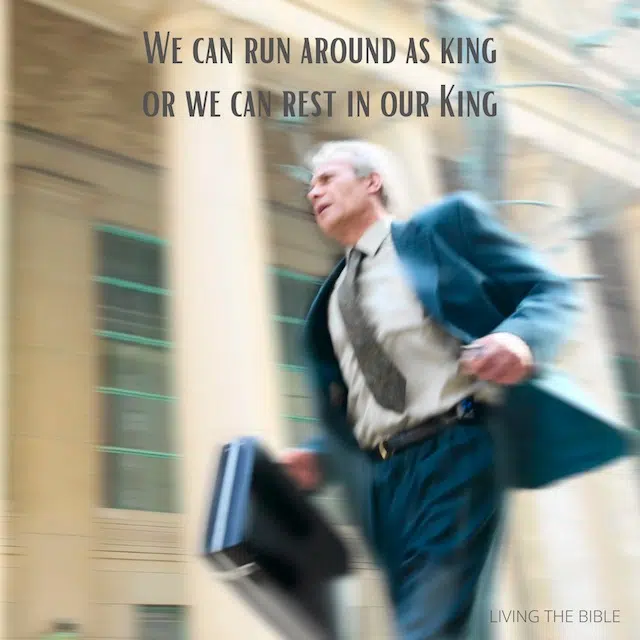 We can run around as king
or we can rest in our King
LIVING THE BIBLE